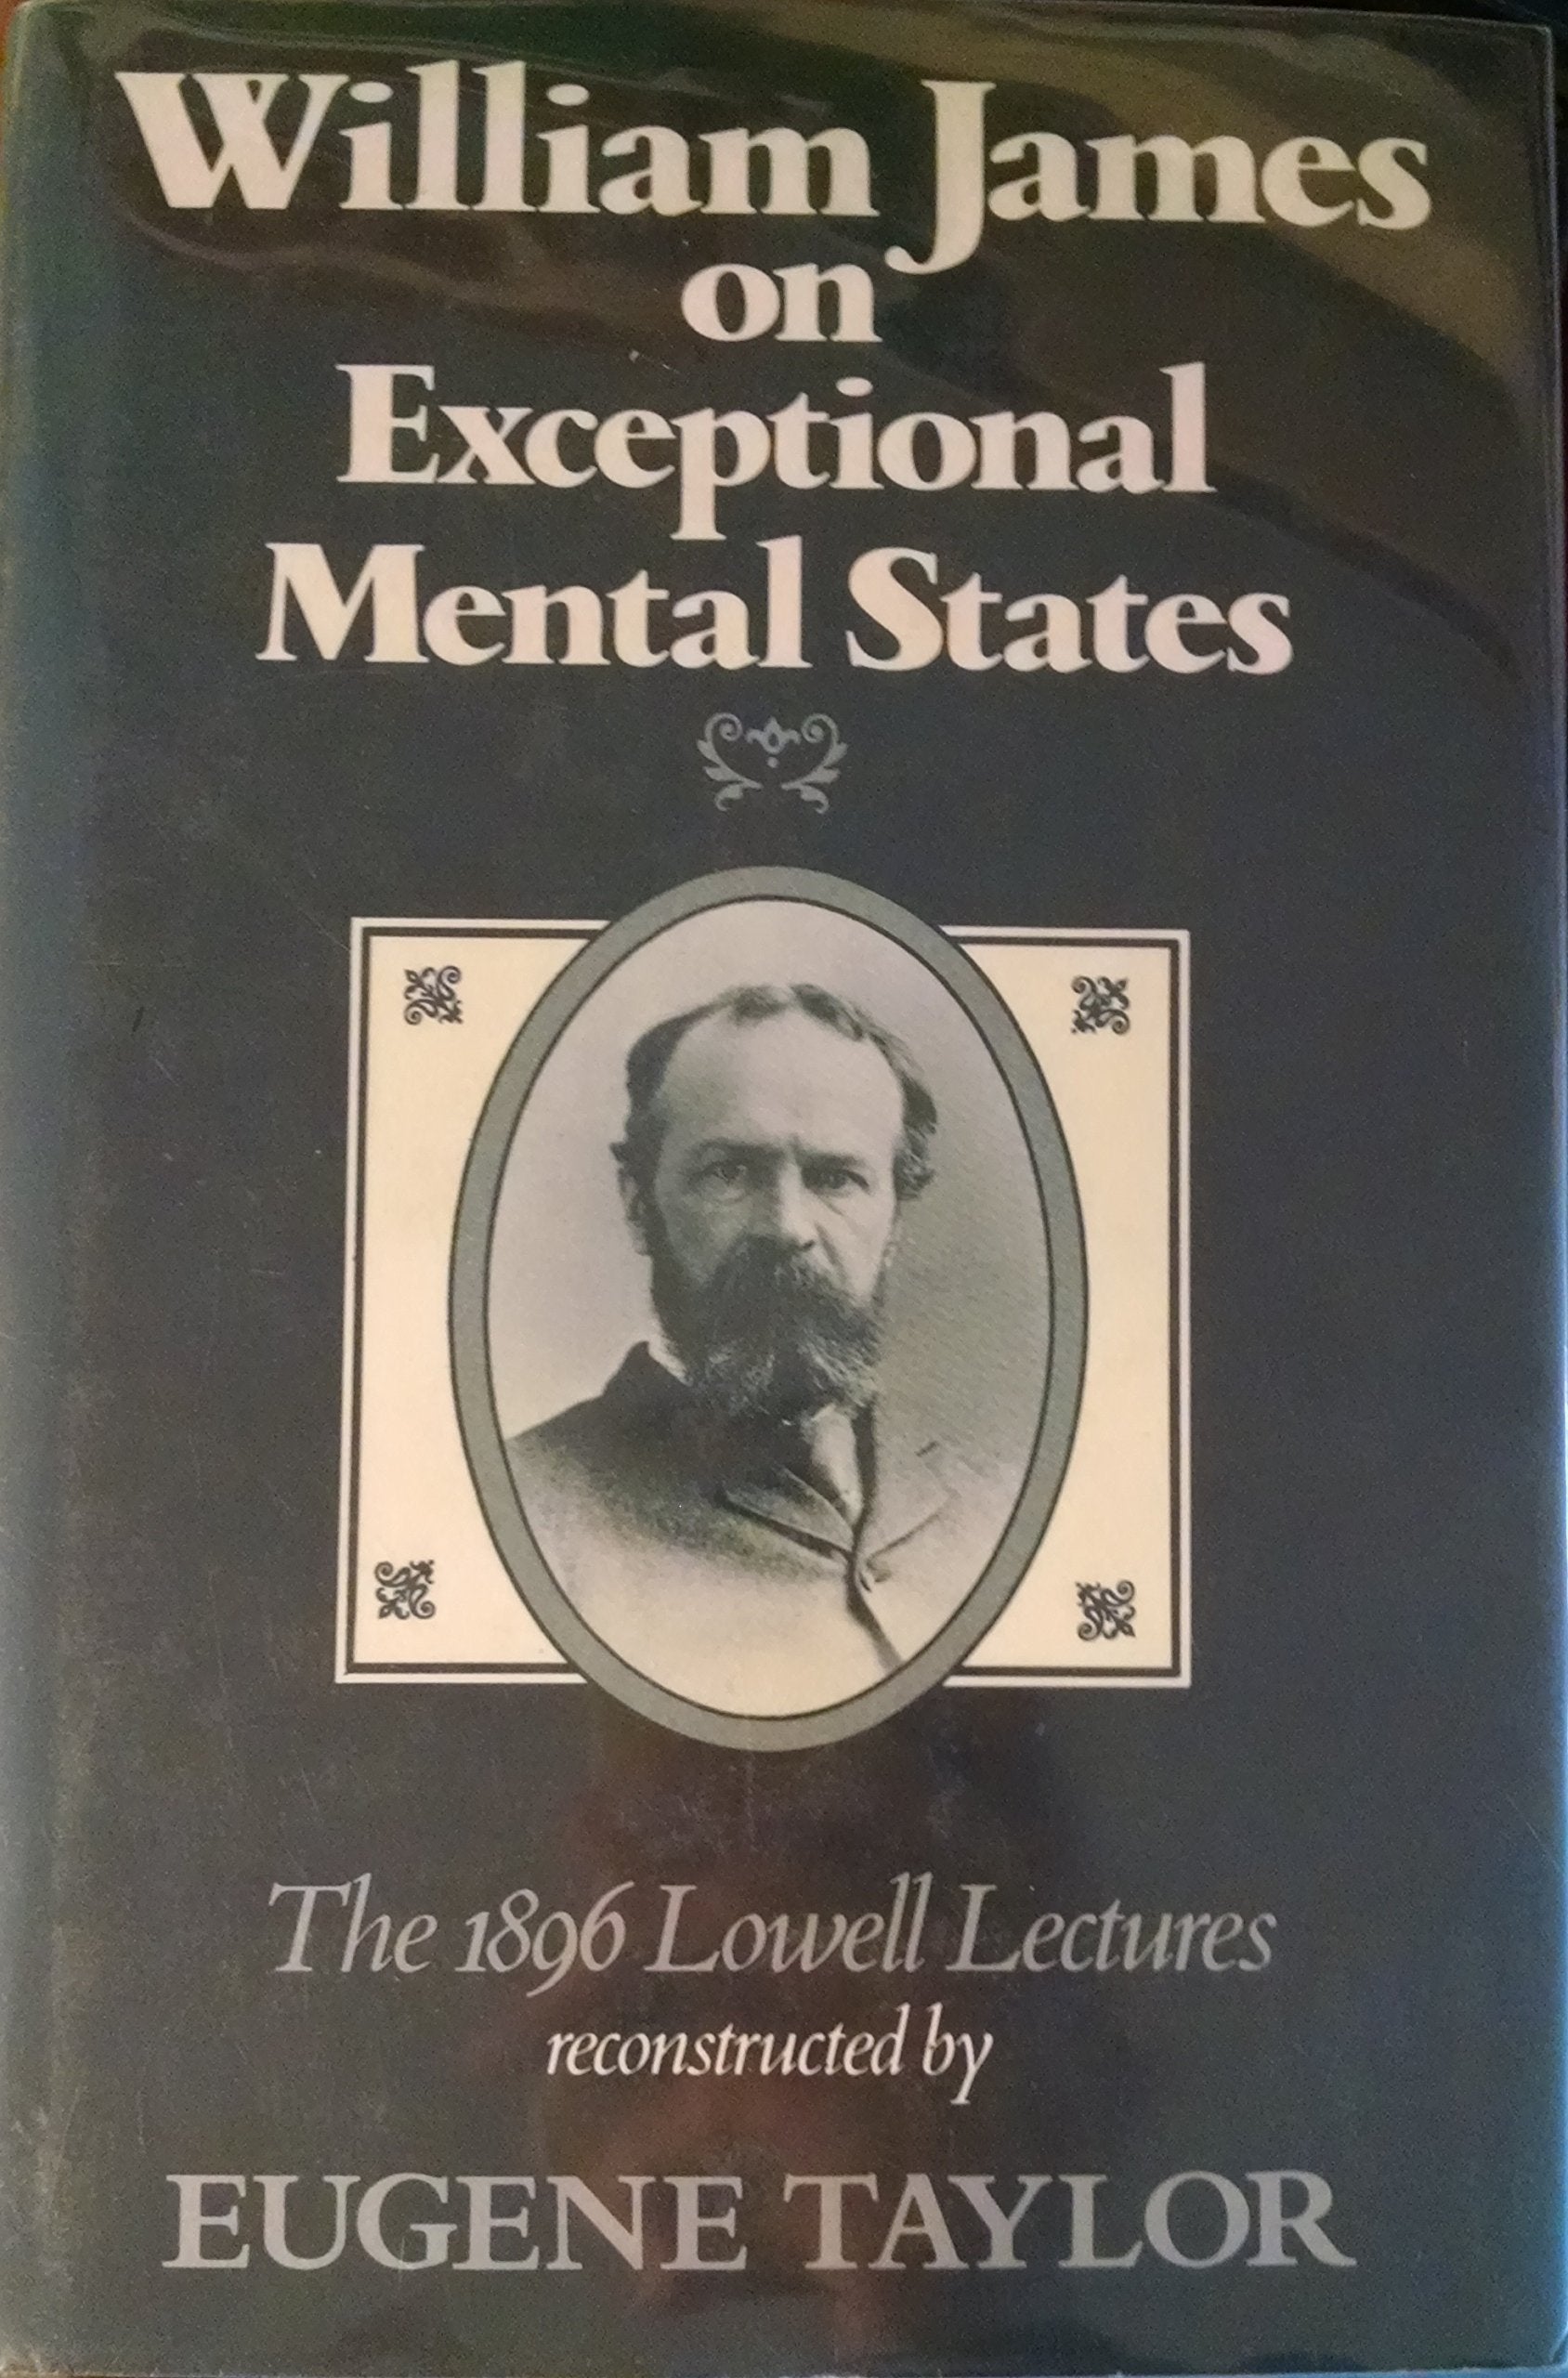 William James
on
Exceptional
Mental States
The 1896 Lowell Lectures
reconstructed by
EUGENE TAYLOR